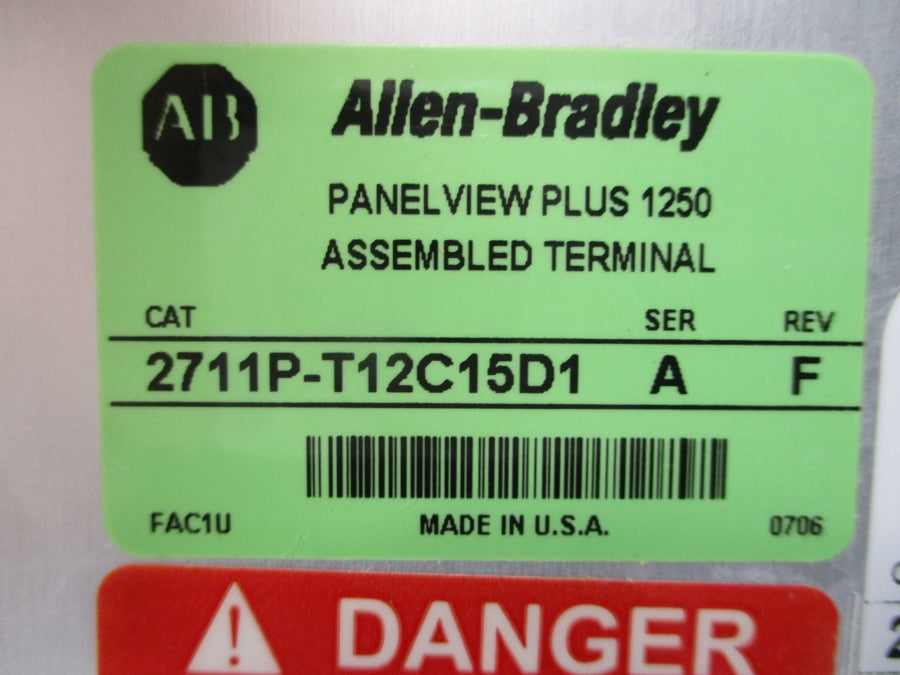 AB Allen-Bradley
PANELVIEW PLUS 1250
ASSEMBLED TERMINAL
CAT SER REV
2711P-T12C15D1 A F
FAC1U MADE IN U.S.A. 0706
DANGER